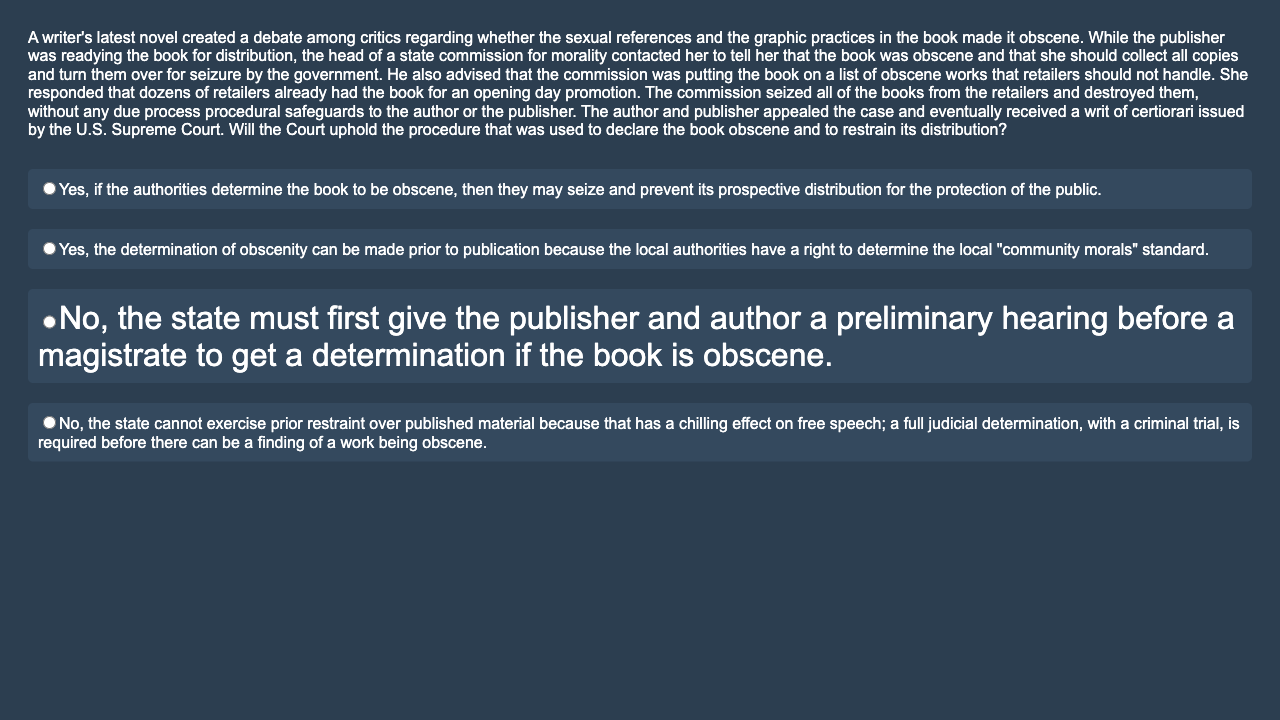 A writer's latest novel created a debate among critics regarding whether the sexual references and the graphic practices in the book made it obscene. While the publisher
was readying the book for distribution, the head of a state commission for morality contacted her to tell her that the book was obscene and that she should collect all copies
and turn them over for seizure by the government. He also advised that the commission was putting the book on a list of obscene works that retailers should not handle. She
responded that dozens of retailers already had the book for an opening day promotion. The commission seized all of the books from the retailers and destroyed them,
without any due process procedural safeguards to the author or the publisher. The author and publisher appealed the case and eventually received a writ of certiorari issued
by the U.S. Supreme Court. Will the Court uphold the procedure that was used to declare the book obscene and to restrain its distribution?
Yes, if the authorities determine the book to be obscene, then they may seize and prevent its prospective distribution for the protection of the public.
Yes, the determination of obscenity can be made prior to publication because the local authorities have a right to determine the local "community morals" standard.
No, the state must first give the publisher and author a preliminary hearing before a
magistrate to get a determination if the book is obscene.
No, the state cannot exercise prior restraint over published material because that has a chilling effect on free speech; a full judicial determination, with a criminal trial, is
required before there can be a finding of a work being obscene.